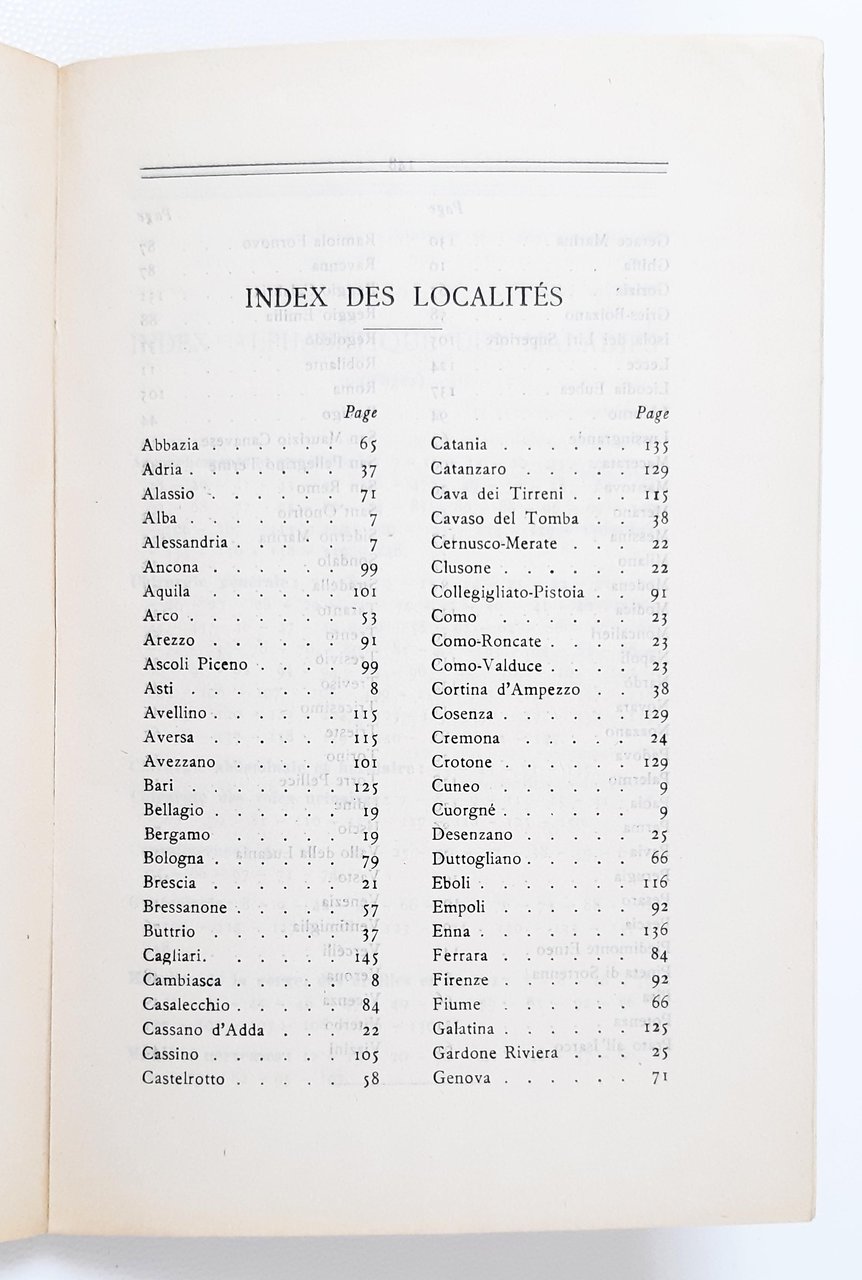 INDEX DES LOCALITÉS
Page
Abbazia . . . . . . 65
Adria . . . . . . . 37
Alassio . . . . . . 71
Alba . . . . . . . 7
Alessandria . . . . . 7
Ancona . . . . . . 99
Aquila . . . . . . 101
Arco . . . . . . . 53
Arezzo . . . . . . 91
Ascoli Piceno . . . . 99
Asti . . . . . . . 8
Avellino . . . . . . 115
Aversa . . . . . . 115
Avezzano . . . . . 101
Bari . . . . . . . 125
Bellagio . . . . . . 19
Bergamo . . . . . 19
Bologna . . . . . . 79
Brescia . . . . . . 21
Bressanone . . . . . 57
Buttrio . . . . . . 37
Cagliari. . . . . . 145
Cambiasca . . . . . 8
Casalecchio . . . . . 84
Cassano d'Adda . . . 22
Cassino . . . . . . 105
Castelrotto . . . . . 58
Page
Catania . . . . . . 135
Catanzaro . . . . . 129
Cava dei Tirreni . . . 115
Cavaso del Tomba . . 38
Cernusco-Merate . . . 22
Clusone . . . . . . 22
Collegigliato-Pistoia . . 91
Como . . . . . . 23
Como-Roncate . . . . 23
Como-Valduce . . . . 23
Cortina d'Ampezzo . . 38
Cosenza . . . . . . 129
Cremona . . . . . 24
Crotone . . . . . . 129
Cuneo . . . . . . 9
Cuorgné . . . . . . 9
Desenzano . . . . . 25
Duttogliano . . . . . 66
Eboli . . . . . . . 116
Empoli . . . . . . 92
Enna . . . . . . . 136
Ferrara . . . . . . 84
Firenze . . . . . . 92
Fiume . . . . . . 66
Galatina . . . . . . 125
Gardone Riviera . . . 25
Genova . . . . . . 71